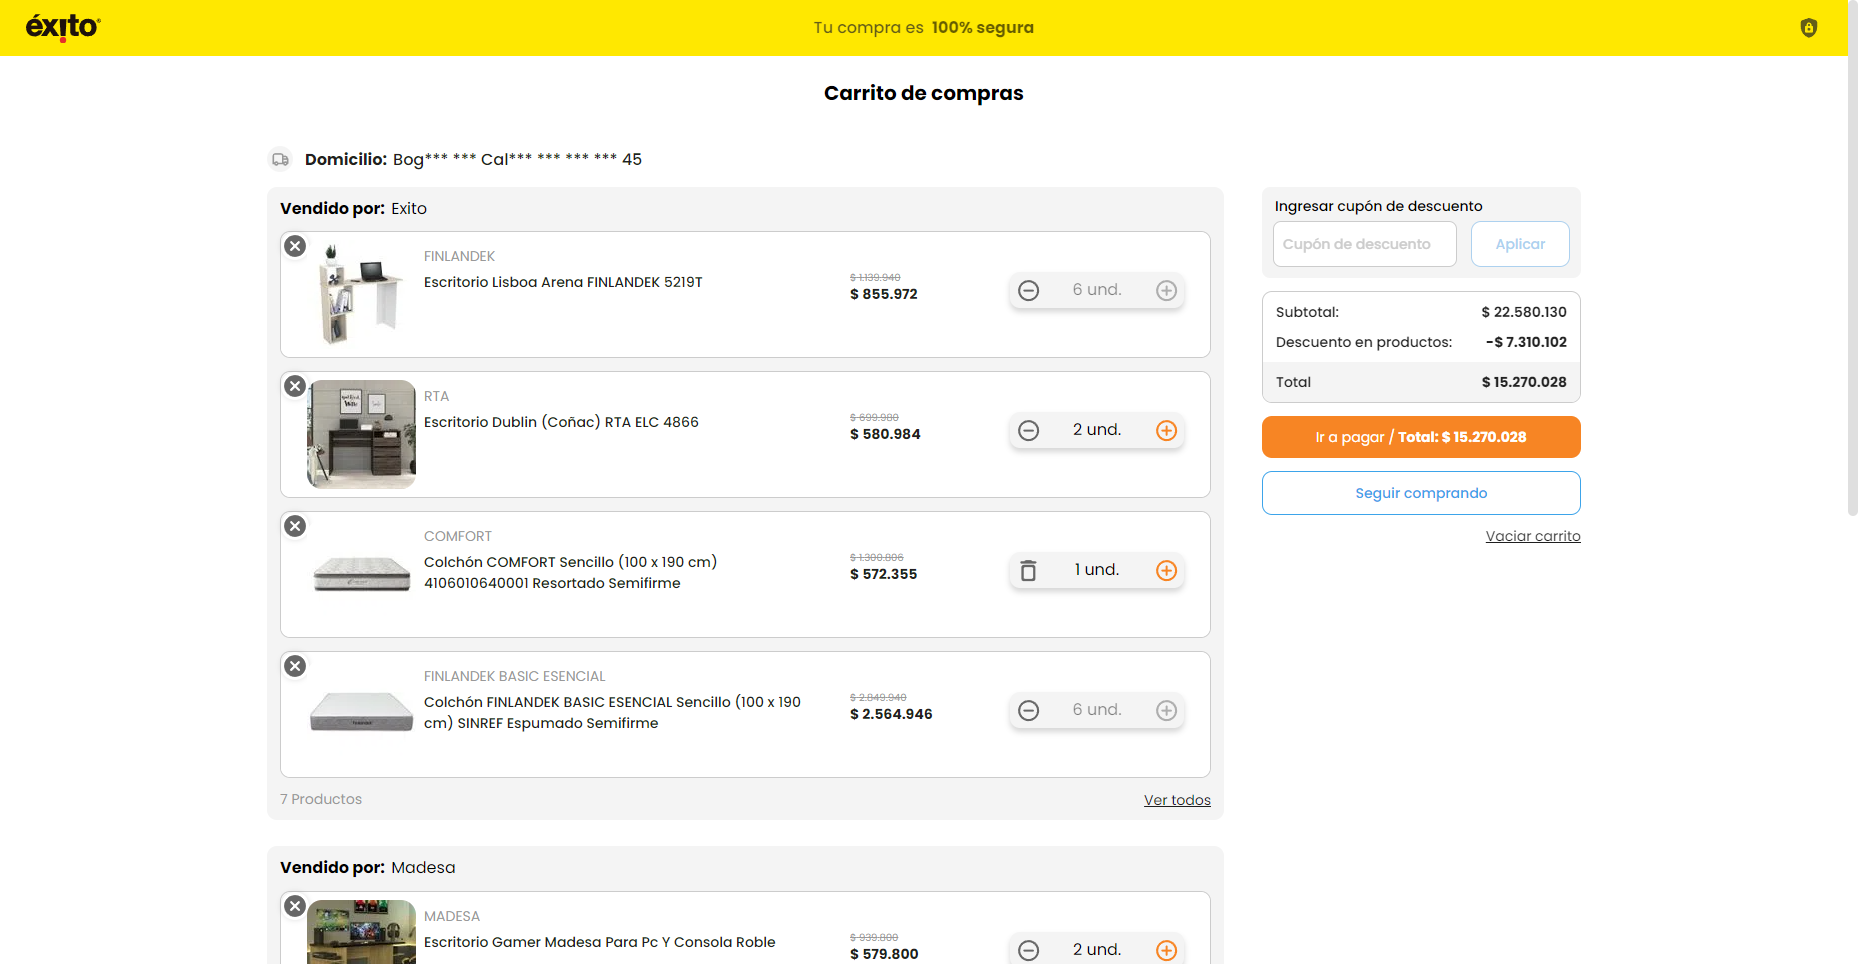 éxito
Tu compra es 100% segura
Carrito de compras
Domicilio: Bog*** *** Cal*** *** *** *** 45
Vendido por: Exito
FINLANDEK
Escritorio Lisboa Arena FINLANDEK 5219T
$ 1.139.940
$ 855.972
6 und.
RTA
Escritorio Dublin (Coñac) RTA ELC 4866
$ 699.980
$ 580.984
2 und.
COMFORT
Colchón COMFORT Sencillo (100 x 190 cm)
4106010640001 Resortado Semifirme
$ 1.300.806
$ 572.355
1 und.
FINLANDEK BASIC ESENCIAL
Colchón FINLANDEK BASIC ESENCIAL Sencillo (100 x 190
cm) SINREF Espumado Semifirme
$ 2.849.940
$ 2.564.946
6 und.
7 Productos
Ver todos
Vendido por: Madesa
MADESA
Escritorio Gamer Madesa Para Pc Y Consola Roble
$ 939.800
$ 579.800
2 und.
Ingresar cupón de descuento
Cupón de descuento
Aplicar
Subtotal: $ 22.580.130
Descuento en productos: -$ 7.310.102
Total $ 15.270.028
Ir a pagar / Total: $ 15.270.028
Seguir comprando
Vaciar carrito